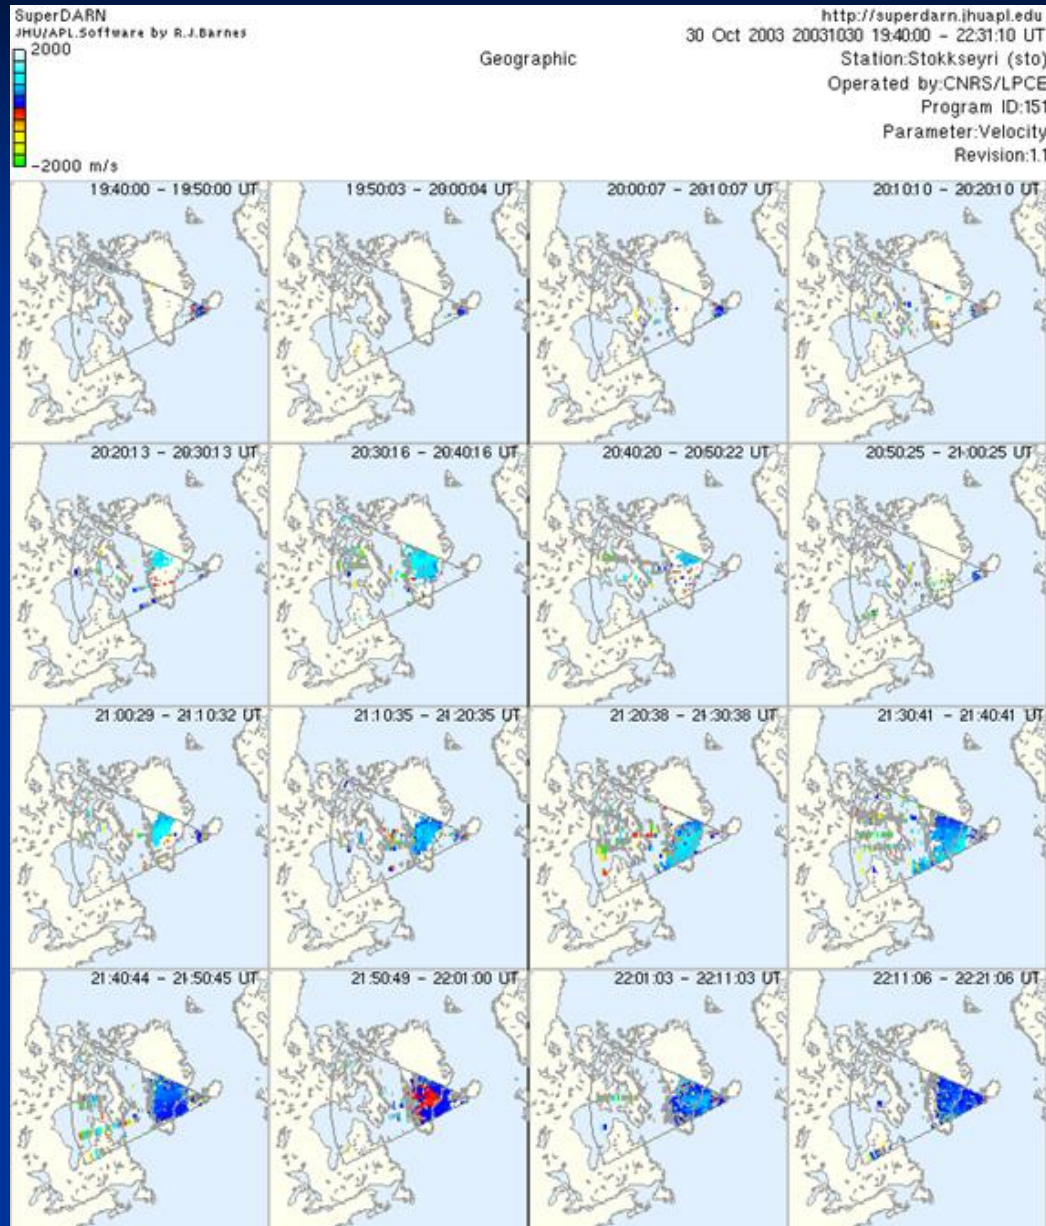 SuperDARN
JHU/APL.Software by R.J.Barnes
2000
-2000 m/s
Geographic
http://superdarn.jhuapl.edu
30 Oct 2003 20031030 19:40:00 - 22:31:10 UT
Station:Stokkseyri (sto)
Operated by:CNRS/LPCE
Program ID:151
Parameter:Velocity
Revision:1.1
19:40:00 - 19:50:00 UT
19:50:03 - 20:00:04 UT
20:00:07 - 20:10:07 UT
20:10:10 - 20:20:10 UT
20:20:13 - 20:30:13 UT
20:30:16 - 20:40:16 UT
20:40:20 - 20:50:22 UT
20:50:25 - 21:00:25 UT
21:00:29 - 21:10:32 UT
21:10:35 - 21:20:35 UT
21:20:38 - 21:30:38 UT
21:30:41 - 21:40:41 UT
21:40:44 - 21:50:45 UT
21:50:49 - 22:01:00 UT
22:01:03 - 22:11:03 UT
22:11:06 - 22:21:06 UT